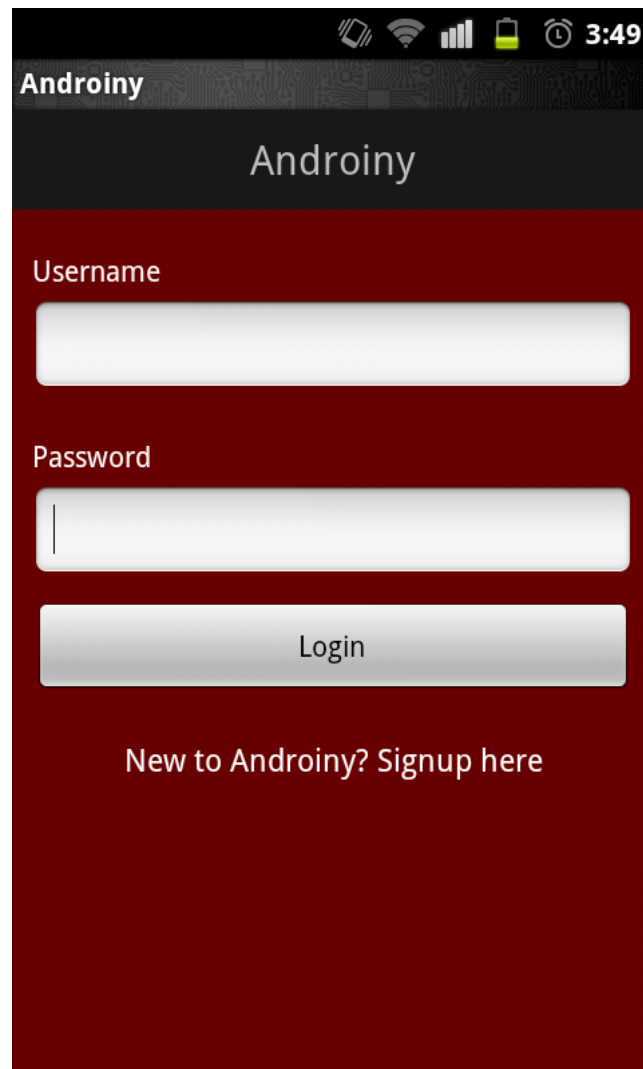 3:49
Androiny
Androiny
Username
Password
Login
New to Androiny? Signup here